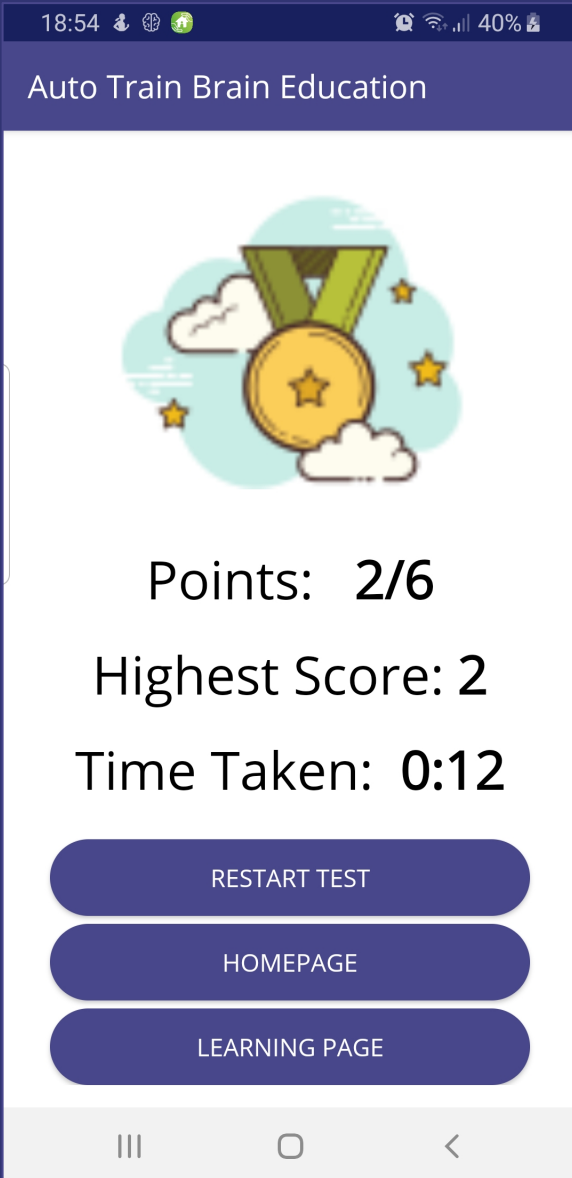 18:54 40%
Auto Train Brain Education
Points: 2/6
Highest Score: 2
Time Taken: 0:12
RESTART TEST
HOMEPAGE
LEARNING PAGE